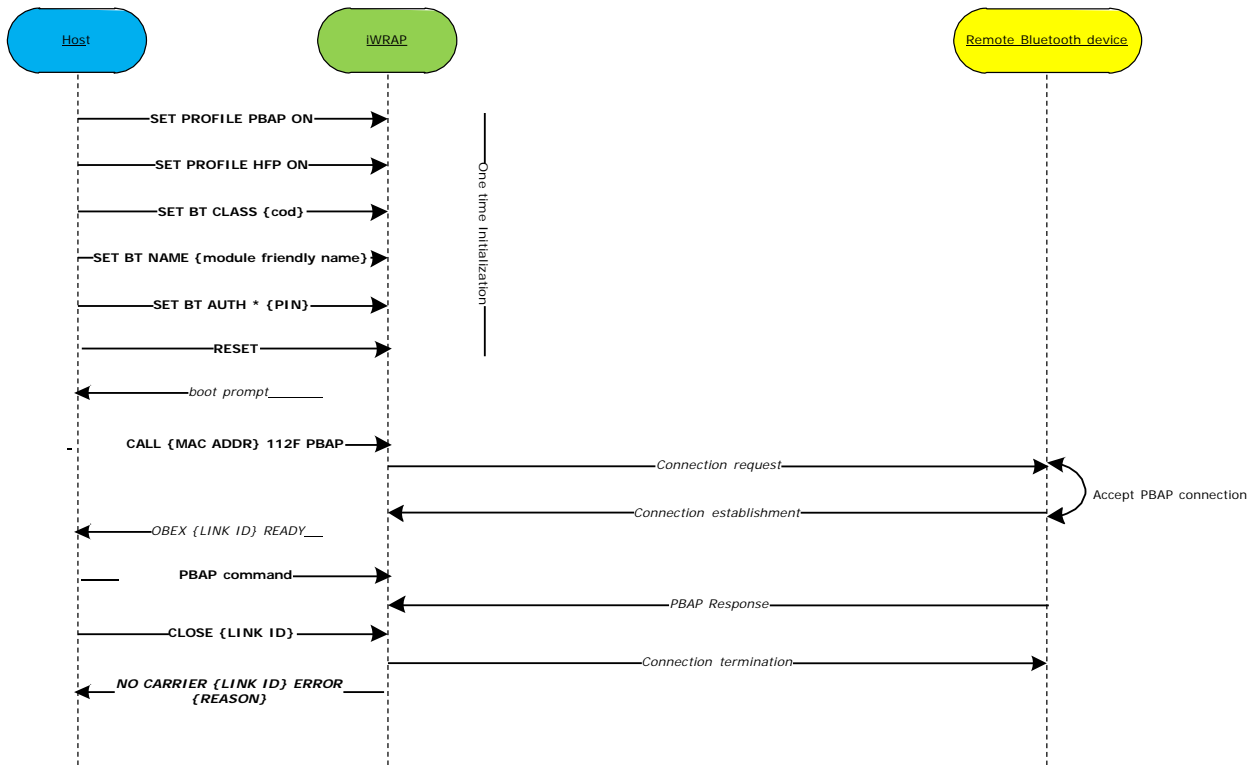 Host
iWRAP
Remote Bluetooth device
SET PROFILE PBAP ON
SET PROFILE HFP ON
SET BT CLASS {cod}
SET BT NAME {module friendly name}
SET BT AUTH * {PIN}
RESET
One time Initialization
boot prompt
CALL {MAC ADDR} 112F PBAP
Connection request
Accept PBAP connection
Connection establishment
OBEX {LINK ID} READY
PBAP command
PBAP Response
CLOSE {LINK ID}
Connection termination
NO CARRIER {LINK ID} ERROR
{REASON}